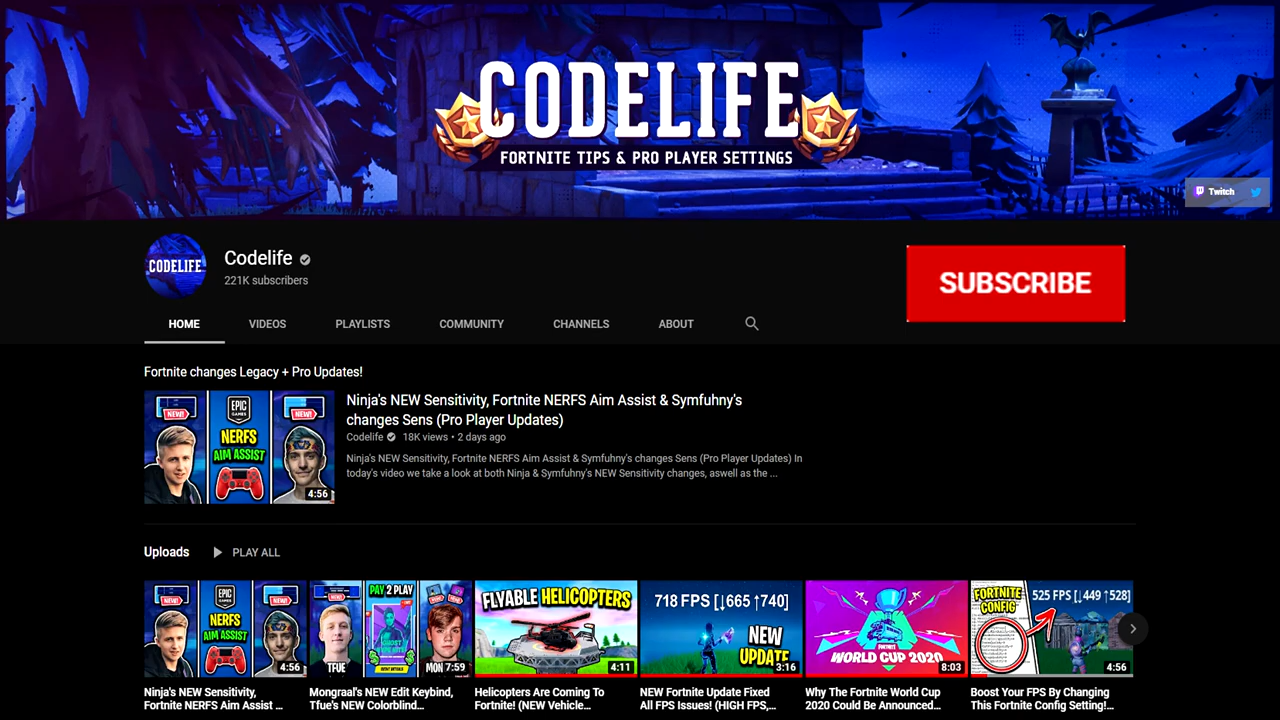 CODELIFE
FORTNITE TIPS & PRO PLAYER SETTINGS
Twitch
CODELIFE
Codelife
221K subscribers
SUBSCRIBE
HOME VIDEOS PLAYLISTS COMMUNITY CHANNELS ABOUT
Fortnite changes Legacy + Pro Updates!
NEW!
EPIC
GAMES
NEW!
NERFS
AIM ASSIST
4:56
Ninja's NEW Sensitivity, Fortnite NERFS Aim Assist & Symfuhny's
changes Sens (Pro Player Updates)
Codelife 18K views • 2 days ago
Ninja's NEW Sensitivity, Fortnite NERFS Aim Assist & Symfuhny's changes Sens (Pro Player Updates) In
today's video we take a look at both Ninja & Symfuhny's NEW Sensitivity changes, aswell as the ...
Uploads PLAY ALL
NEW!
EPIC
GAMES
NEW!
NERFS
AIM ASSIST
4:56
Ninja's NEW Sensitivity,
Fortnite NERFS Aim Assist ...
NEW!
PAY 2 PLAY
TFUE
MON 7:59
Mongraal's NEW Edit Keybind,
Tfue's NEW Colorblind...
FLYABLE HELICOPTERS
4:11
Helicopters Are Coming To
Fortnite! (NEW Vehicle...
718 FPS [↓665 ↑740]
NEW
UPDATE
3:16
NEW Fortnite Update Fixed
All FPS Issues! (HIGH FPS,...
FORTNITE
WORLD CUP 2020
8:03
Why The Fortnite World Cup
2020 Could Be Announced...
FORTNITE
CONFIG
525 FPS [↓449 ↑528]
4:56
Boost Your FPS By Changing
This Fortnite Config Setting!...